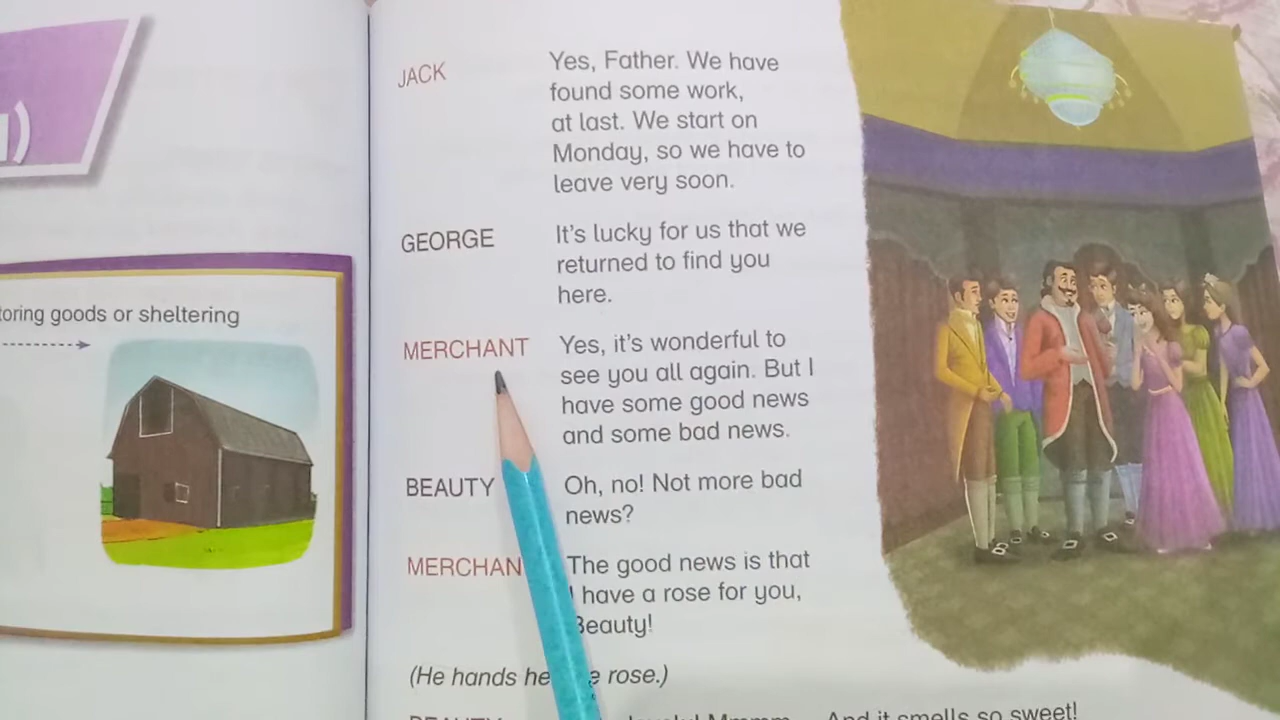 JACK Yes, Father. We have
found some work,
at last. We start on
Monday, so we have to
leave very soon.
GEORGE It's lucky for us that we
returned to find you
here.
MERCHANT Yes, it's wonderful to
see you all again. But I
have some good news
and some bad news.
BEAUTY Oh, no! Not more bad
news?
MERCHAN The good news is that
I have a rose for you,
Beauty!
(He hands he e rose.)
And it smells so sweet!
toring goods or sheltering